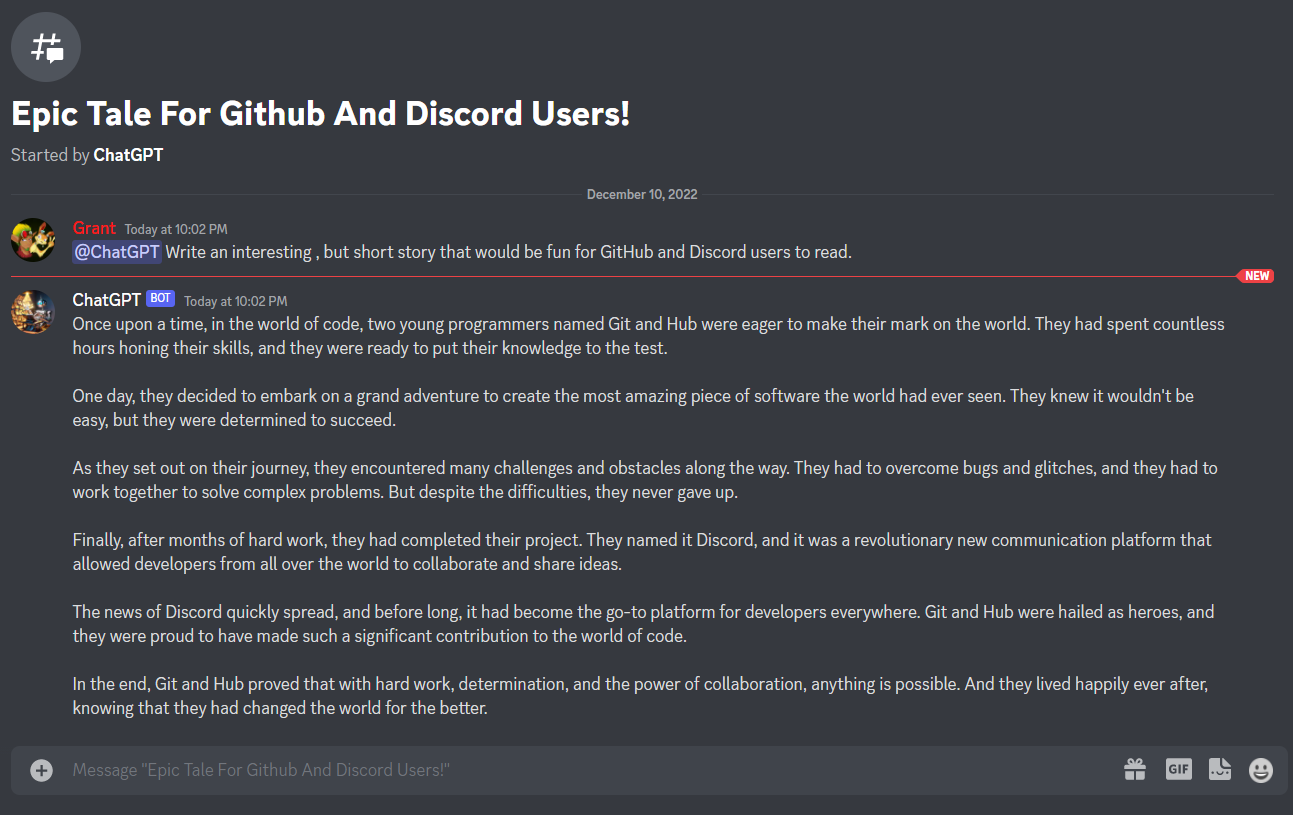 Epic Tale For Github And Discord Users!
Started by ChatGPT
December 10, 2022
Grant Today at 10:02 PM
@ChatGPT Write an interesting , but short story that would be fun for GitHub and Discord users to read.
NEW
ChatGPT BOT Today at 10:02 PM
Once upon a time, in the world of code, two young programmers named Git and Hub were eager to make their mark on the world. They had spent countless
hours honing their skills, and they were ready to put their knowledge to the test.
One day, they decided to embark on a grand adventure to create the most amazing piece of software the world had ever seen. They knew it wouldn't be
easy, but they were determined to succeed.
As they set out on their journey, they encountered many challenges and obstacles along the way. They had to overcome bugs and glitches, and they had to
work together to solve complex problems. But despite the difficulties, they never gave up.
Finally, after months of hard work, they had completed their project. They named it Discord, and it was a revolutionary new communication platform that
allowed developers from all over the world to collaborate and share ideas.
The news of Discord quickly spread, and before long, it had become the go-to platform for developers everywhere. Git and Hub were hailed as heroes, and
they were proud to have made such a significant contribution to the world of code.
In the end, Git and Hub proved that with hard work, determination, and the power of collaboration, anything is possible. And they lived happily ever after,
knowing that they had changed the world for the better.
Message "Epic Tale For Github And Discord Users!"
GIF